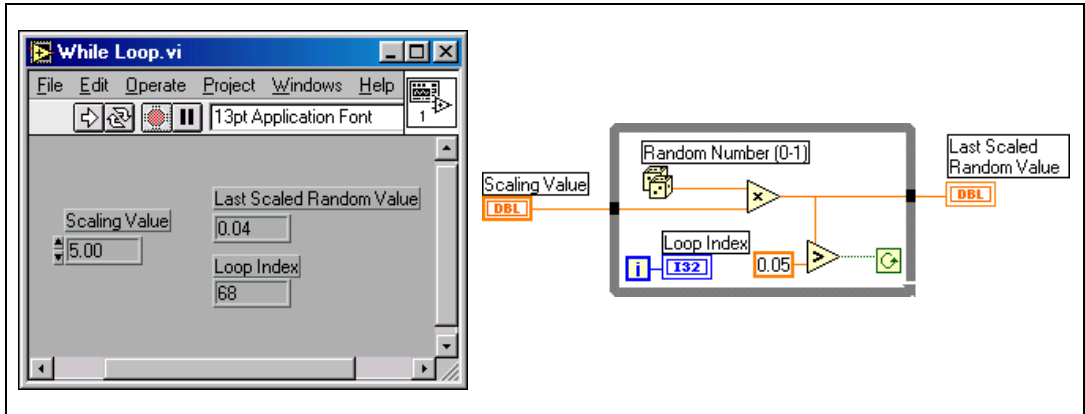 While Loop.vi
File Edit Operate Project Windows Help
13pt Application Font
1
Scaling Value
5.00
Last Scaled Random Value
0.04
Loop Index
68
Scaling Value
DBL
Random Number (0-1)
x
Loop Index
i
I32
0.05
>
Last Scaled
Random Value
DBL